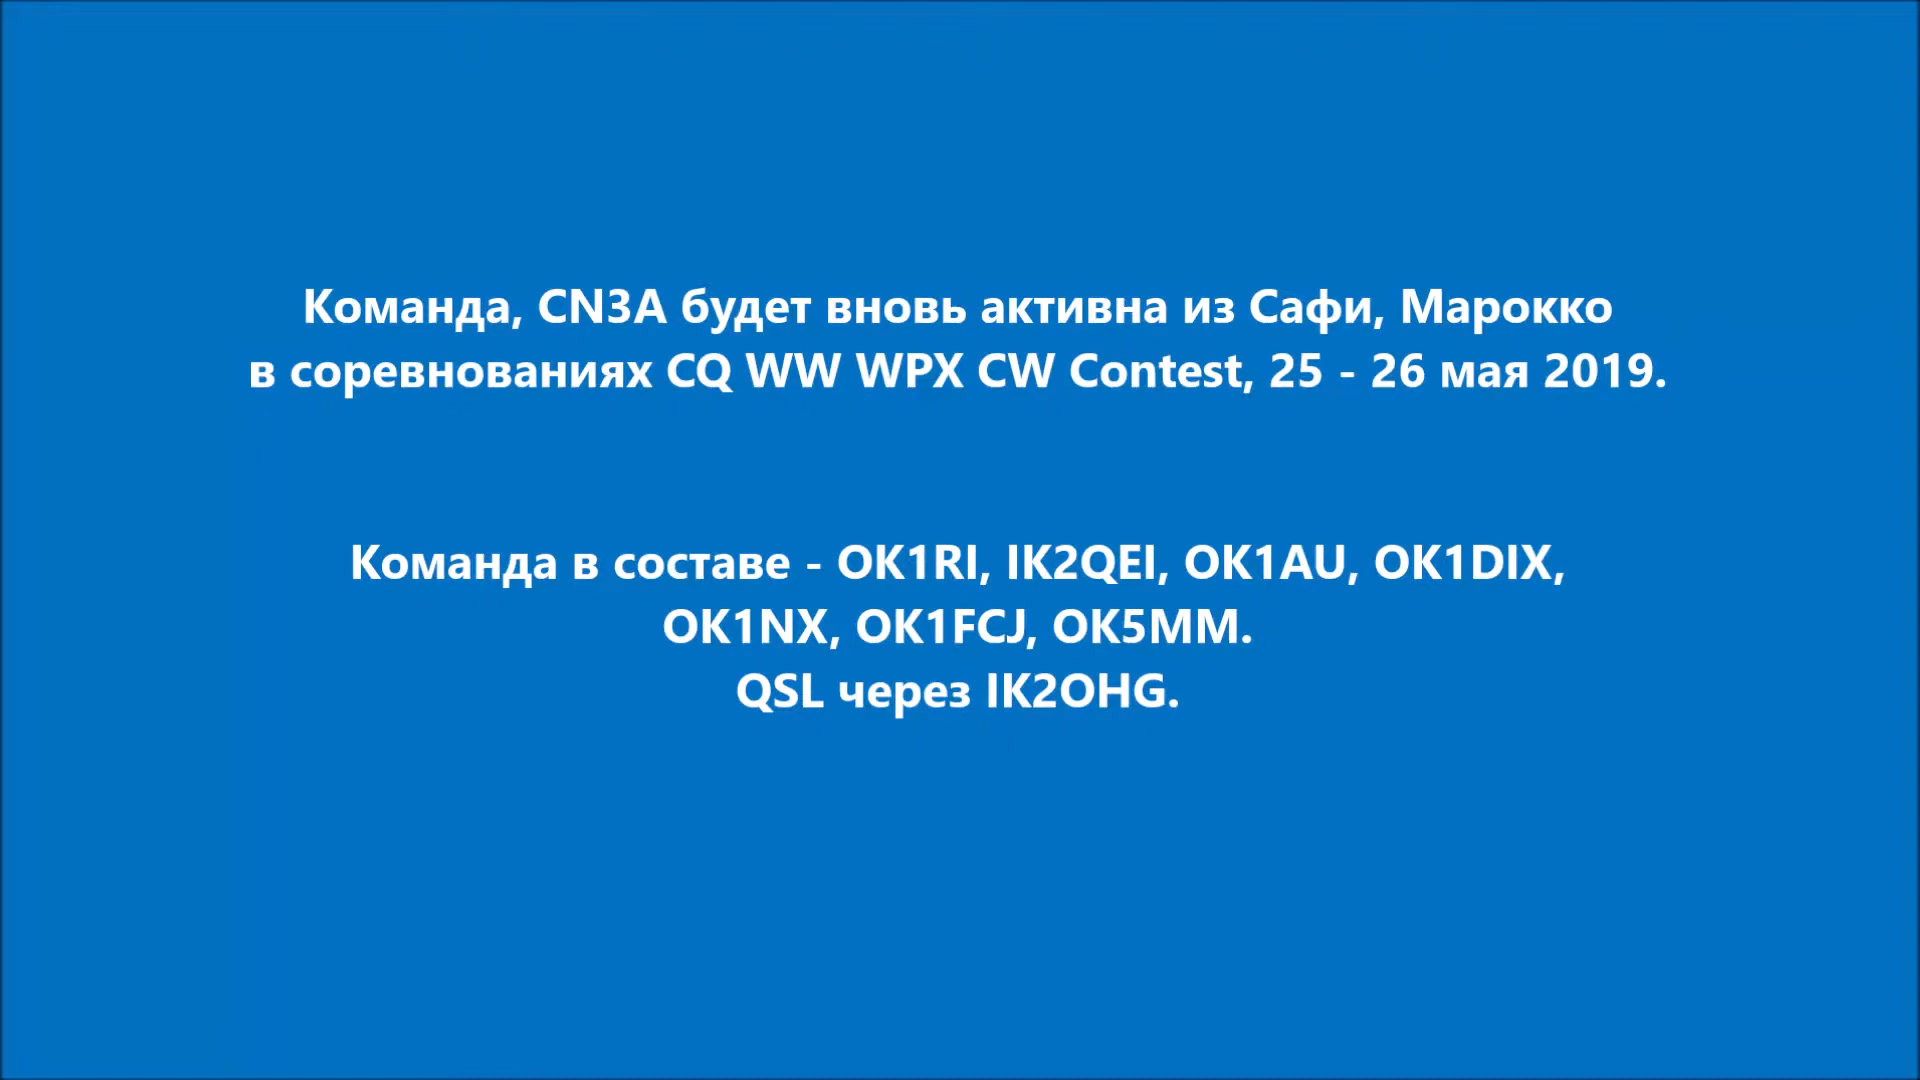 Команда, CN3A будет вновь активна из Сафи, Марокко
в соревнованиях CQ WW WPX CW Contest, 25 - 26 мая 2019.
Команда в составе - OK1RI, IK2QEI, OK1AU, OK1DIX,
OK1NX, OK1FCJ, OK5MM.
QSL через IK2OHG.